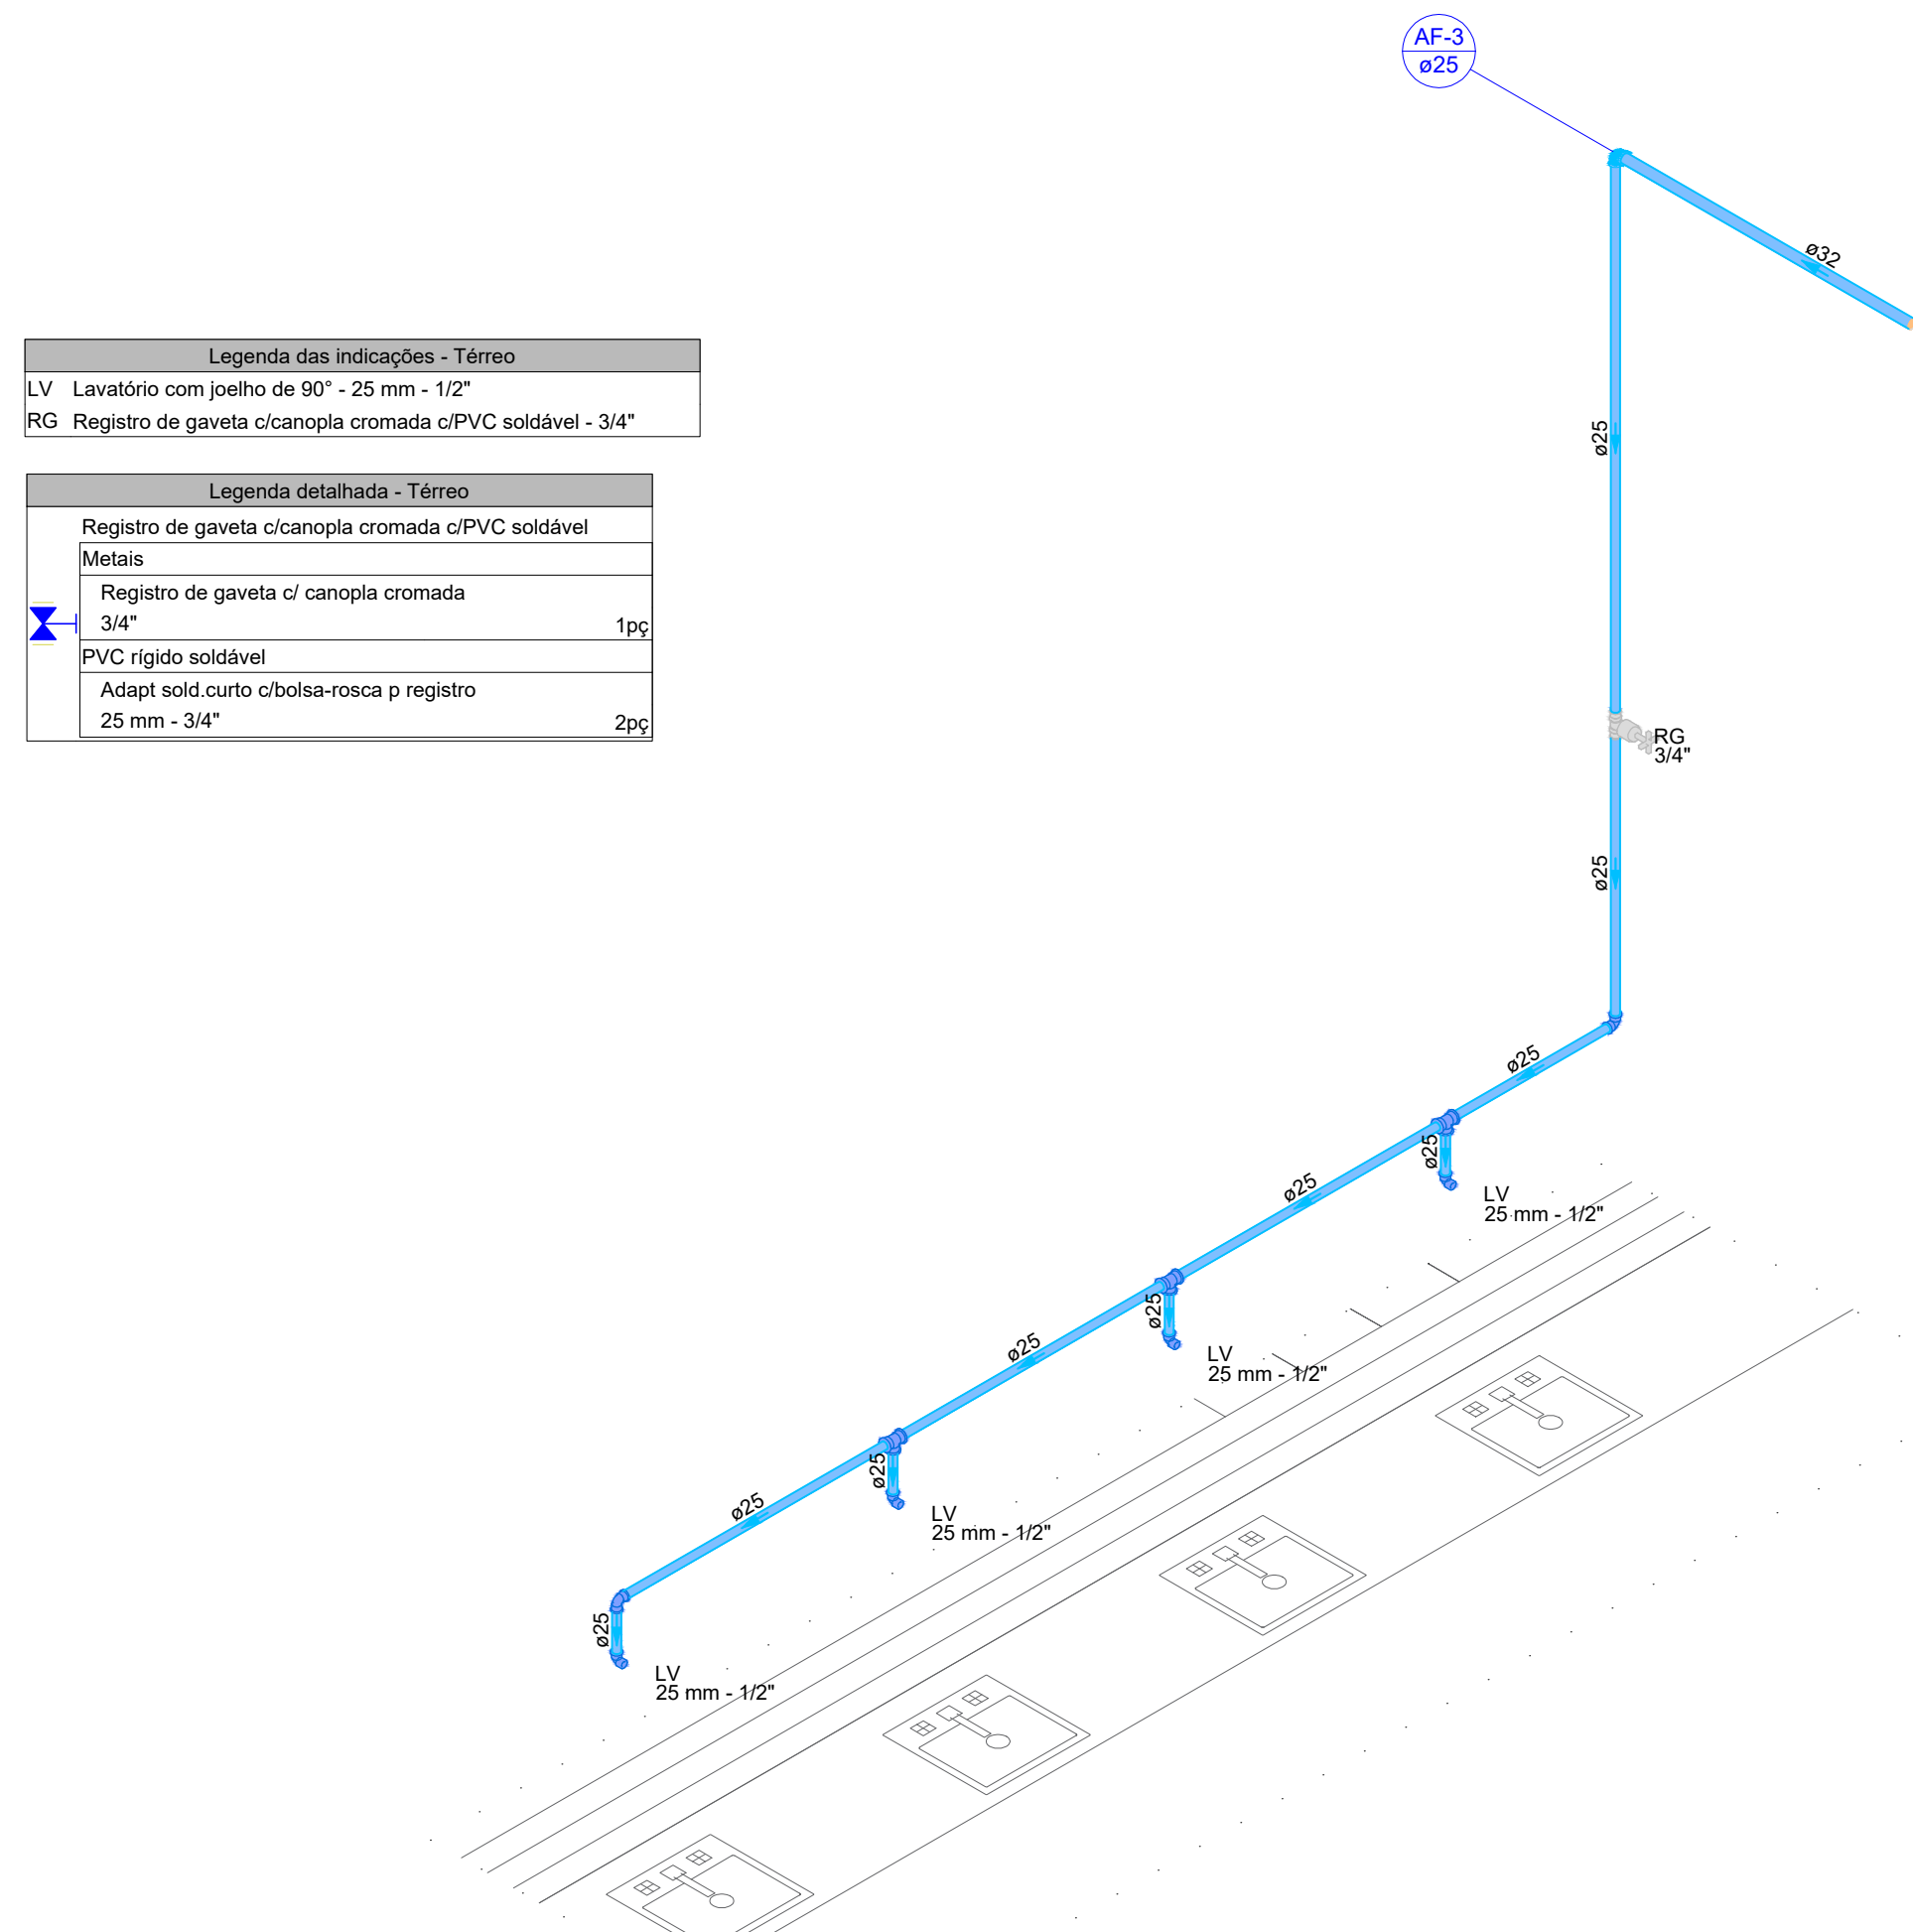 AF-3
ø25
ø32
Legenda das indicações - Térreo
LV Lavatório com joelho de 90° - 25 mm - 1/2"
RG Registro de gaveta c/canopla cromada c/PVC soldável - 3/4"
ø25
Legenda detalhada - Térreo
Registro de gaveta c/canopla cromada c/PVC soldável
Metais
Registro de gaveta c/ canopla cromada
3/4" 1pç
PVC rígido soldável
Adapt sold.curto c/bolsa-rosca p registro
25 mm - 3/4" 2pç
RG
3/4"
ø25
ø25
ø25
LV
25 mm - 1/2"
ø25
ø25
LV
25 mm - 1/2"
ø25
ø25
LV
25 mm - 1/2"
ø25
ø25
LV
25 mm - 1/2"